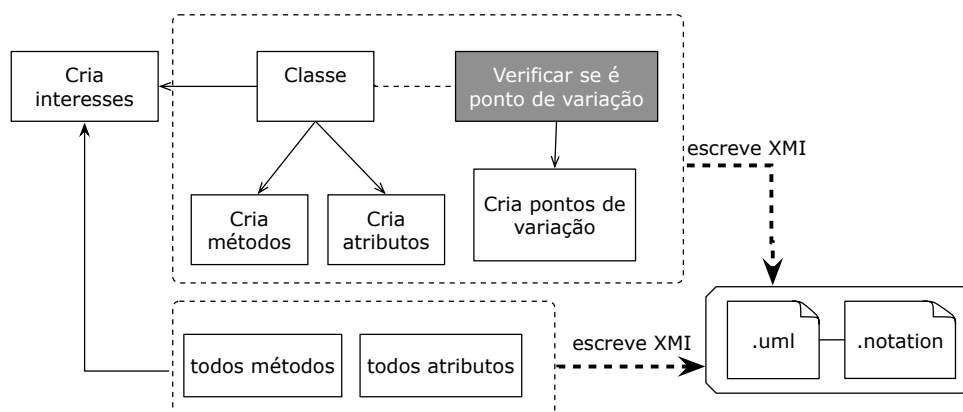 Cria
interesses
Classe
Verificar se é
ponto de variação
escreve XMI
Cria
métodos
Cria
atributos
Cria pontos de
variação
todos métodos
todos atributos
escreve XMI
.uml
.notation